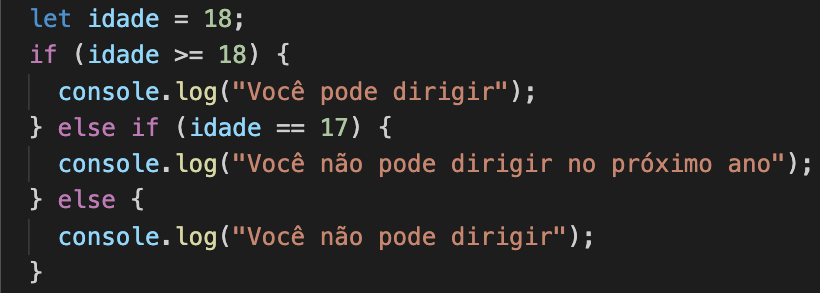 let idade = 18;
if (idade >= 18) {
  console.log("Você pode dirigir");
} else if (idade == 17) {
  console.log("Você não pode dirigir no próximo ano");
} else {
  console.log("Você não pode dirigir");
}